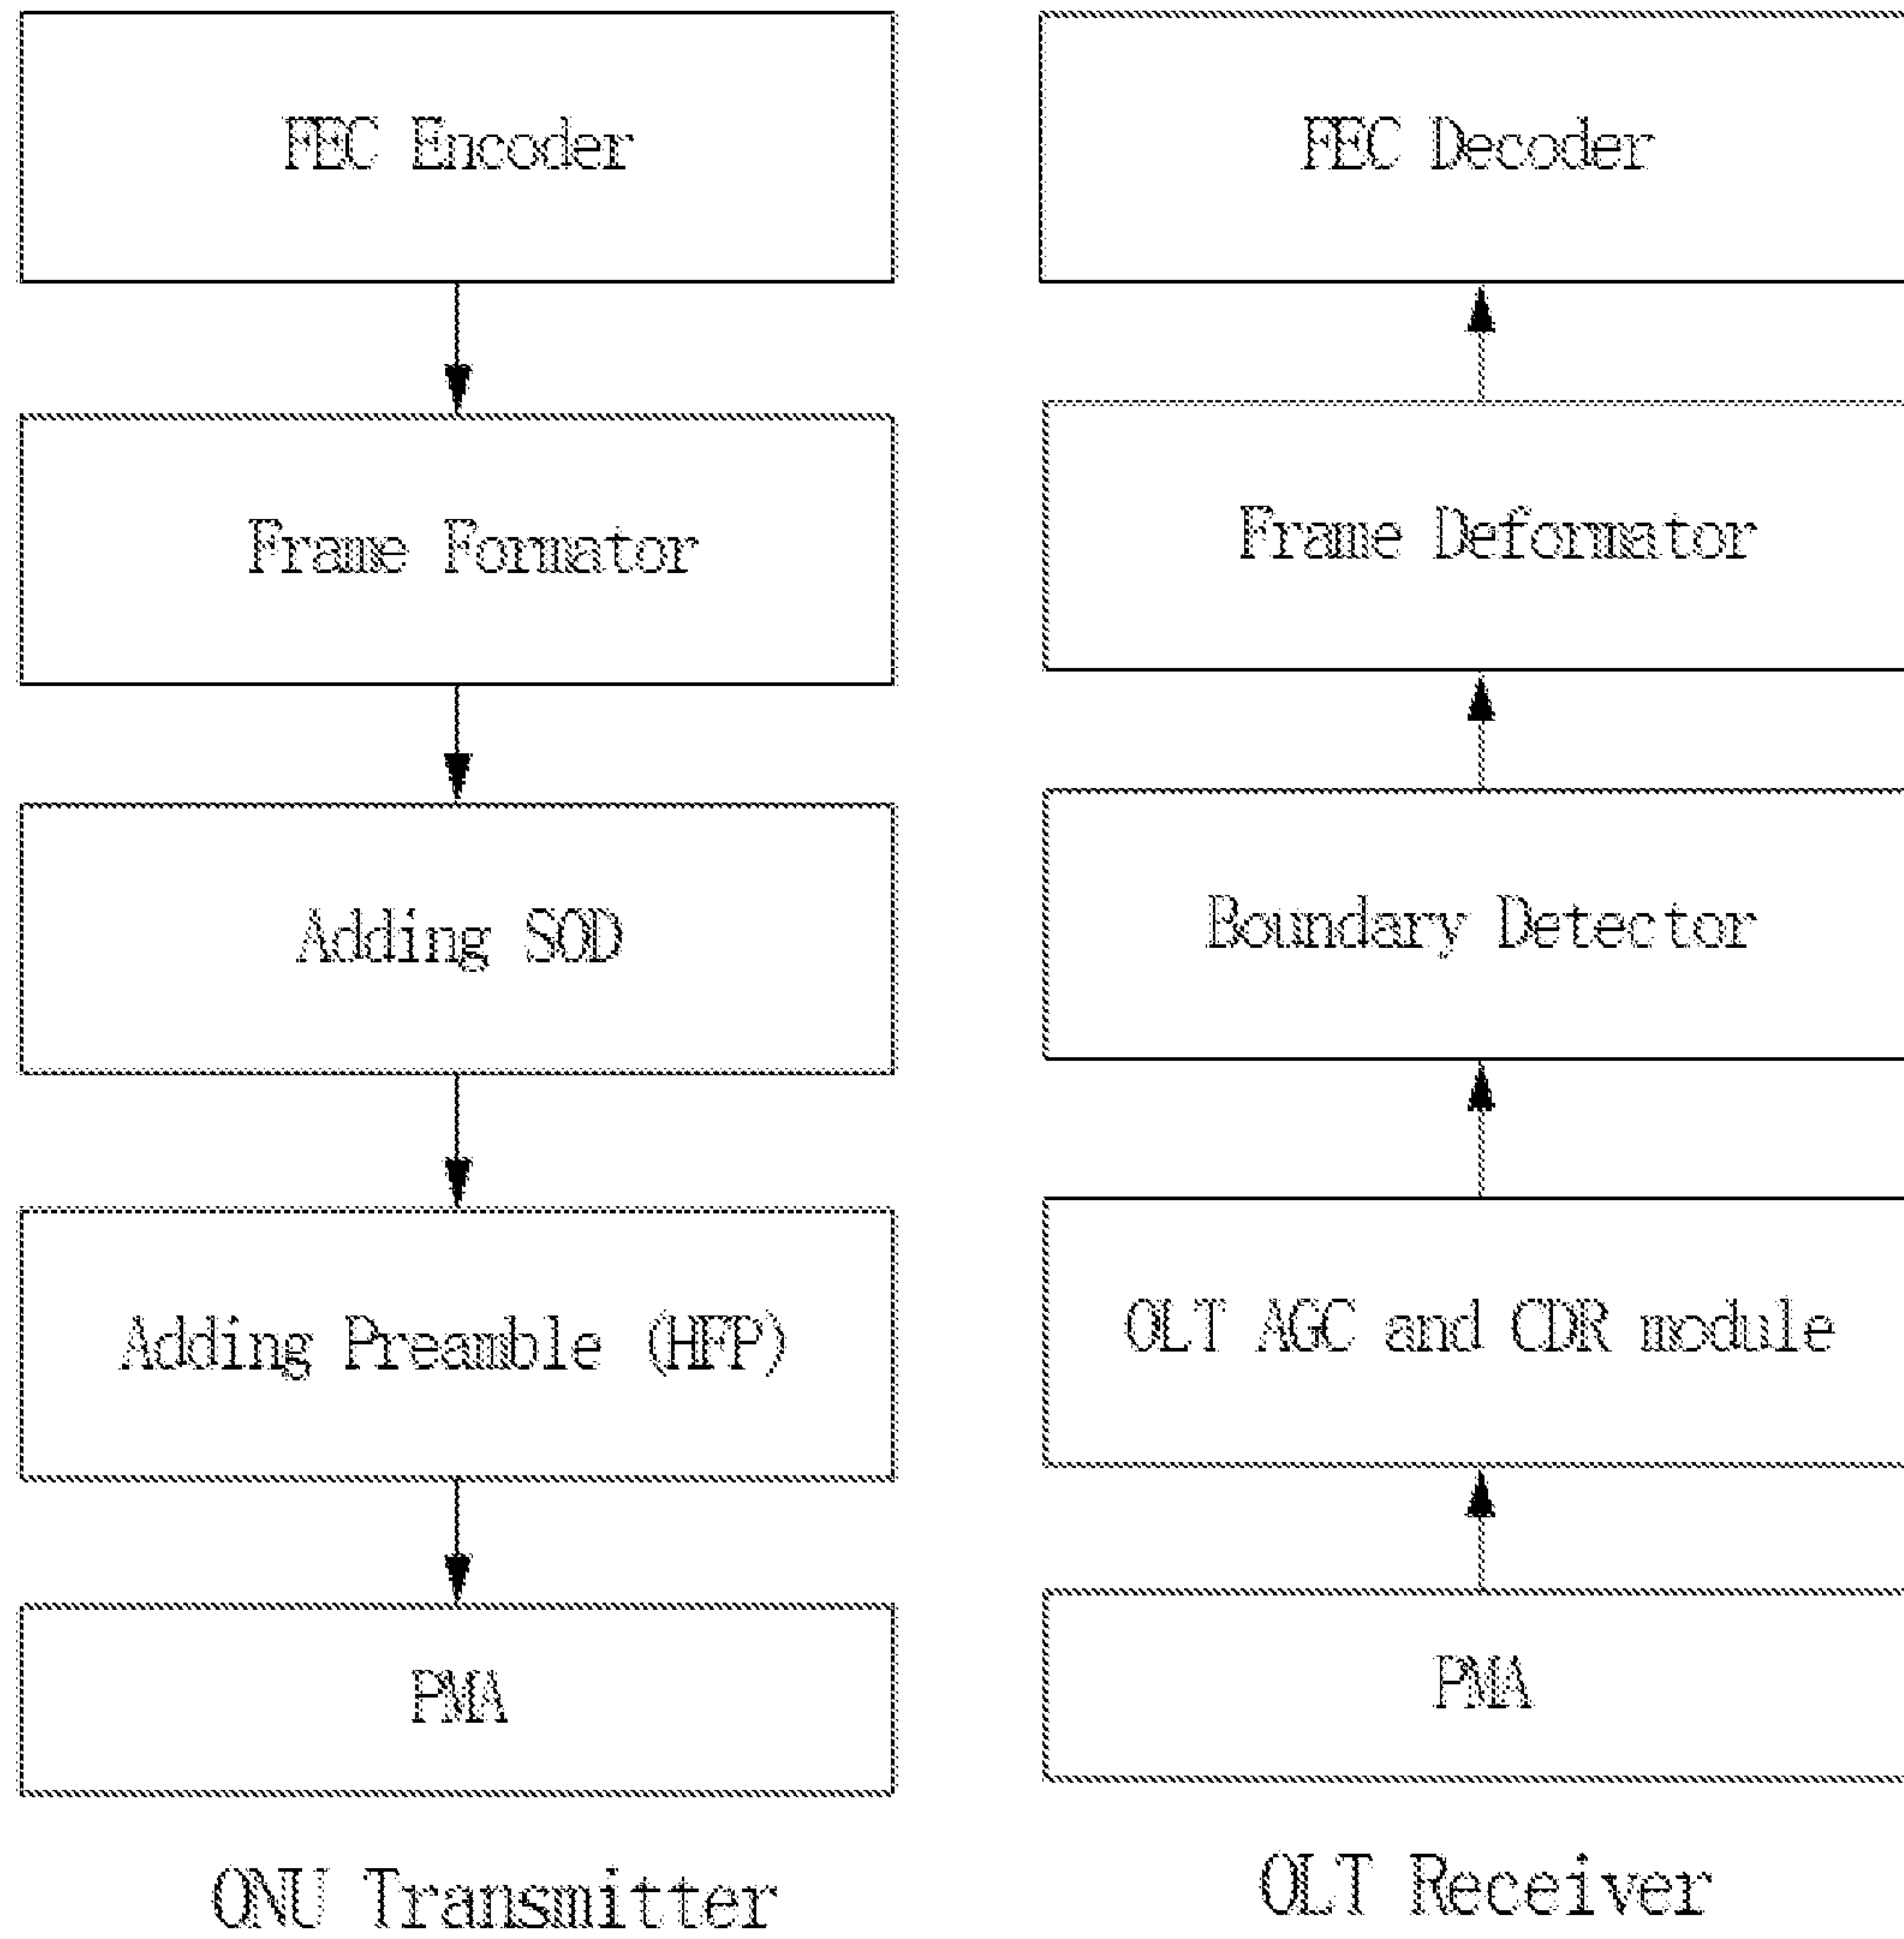 FEC Encoder
Frame Formator
Adding SOD
Adding Preamble (HFP)
PMA
ONU Transmitter
FEC Decoder
Frame Deformator
Boundary Detector
OLT AGC and CDR module
PMA
OLT Receiver